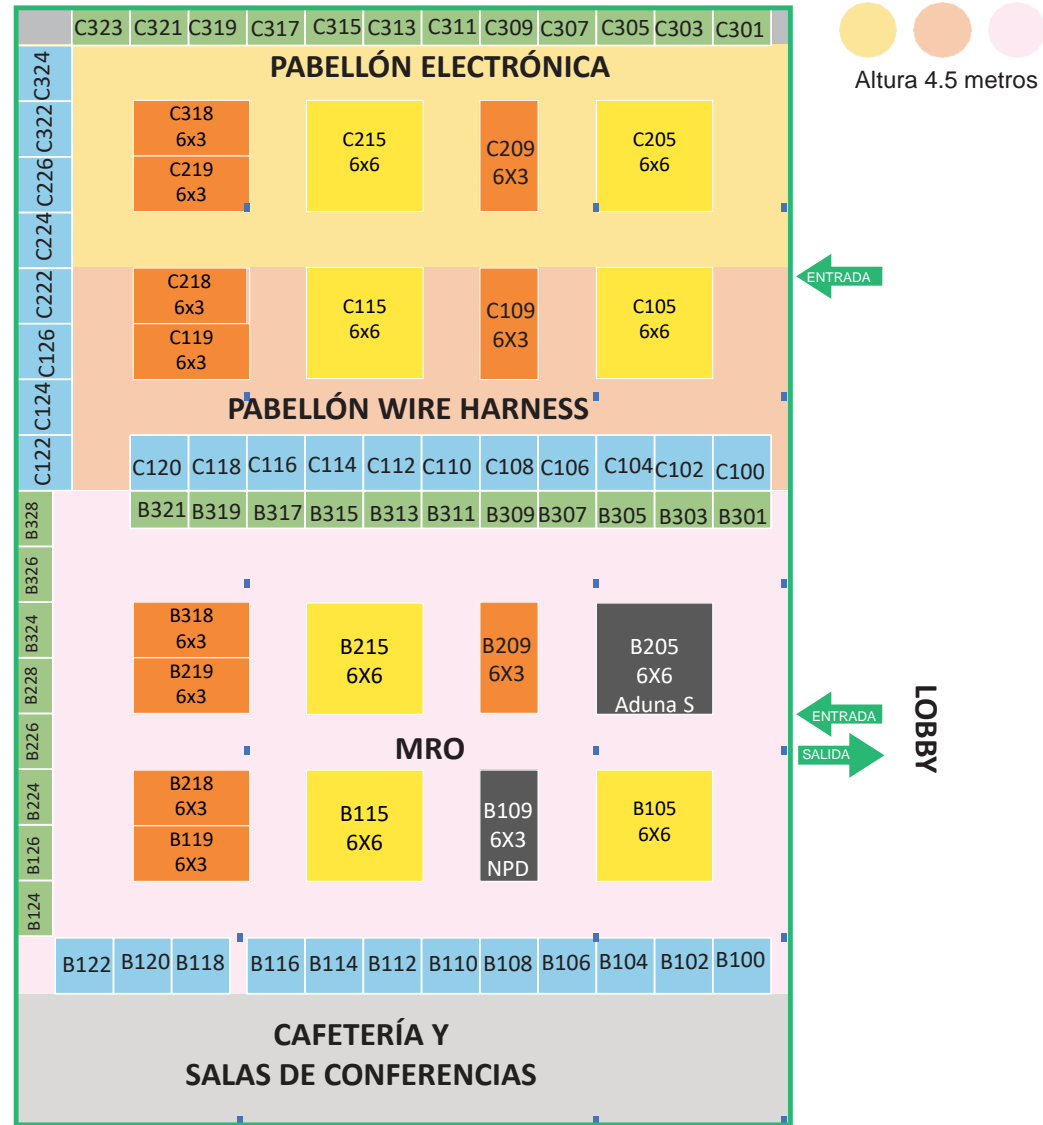 C323 C321 C319 C317 C315 C313 C311 C309 C307 C305 C303 C301
Altura 4.5 metros
PABELLÓN ELECTRÓNICA
C324
C322
C226
C224
C222
C126
C124
C122
C318
6x3
C219
6x3
C215
6x6
C209
6X3
C205
6x6
ENTRADA
C218
6x3
C119
6x3
C115
6x6
C109
6X3
C105
6x6
PABELLÓN WIRE HARNESS
C120 C118 C116 C114 C112 C110 C108 C106 C104 C102 C100
B321 B319 B317 B315 B313 B311 B309 B307 B305 B303 B301
B328
B326
B324
B228
B226
B224
B126
B124
B318
6x3
B219
6x3
B215
6X6
B209
6X3
B205
6X6
Aduna S
ENTRADA
SALIDA
LOBBY
MRO
B218
6X3
B119
6X3
B115
6X6
B109
6X3
NPD
B105
6X6
B122 B120 B118 B116 B114 B112 B110 B108 B106 B104 B102 B100
CAFETERÍA Y
SALAS DE CONFERENCIAS